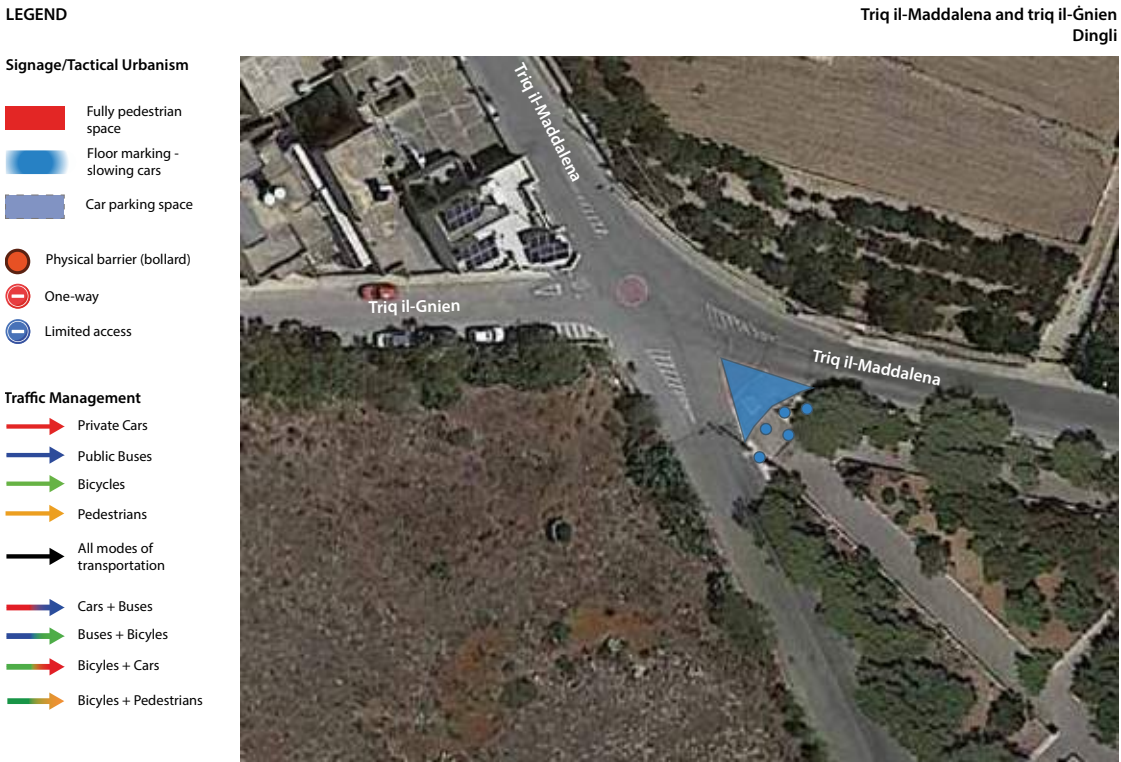 LEGEND
Triq il-Maddalena and triq il-Ġnien
Dingli
Signage/Tactical Urbanism
Fully pedestrian
space
Floor marking -
slowing cars
Car parking space
Physical barrier (bollard)
One-way
Limited access
Traffic Management
Private Cars
Public Buses
Bicycles
Pedestrians
All modes of
transportation
Cars + Buses
Buses + Bicyles
Bicyles + Cars
Bicyles + Pedestrians
Triq il-Maddalena
Triq il-Gnien
Triq il-Maddalena